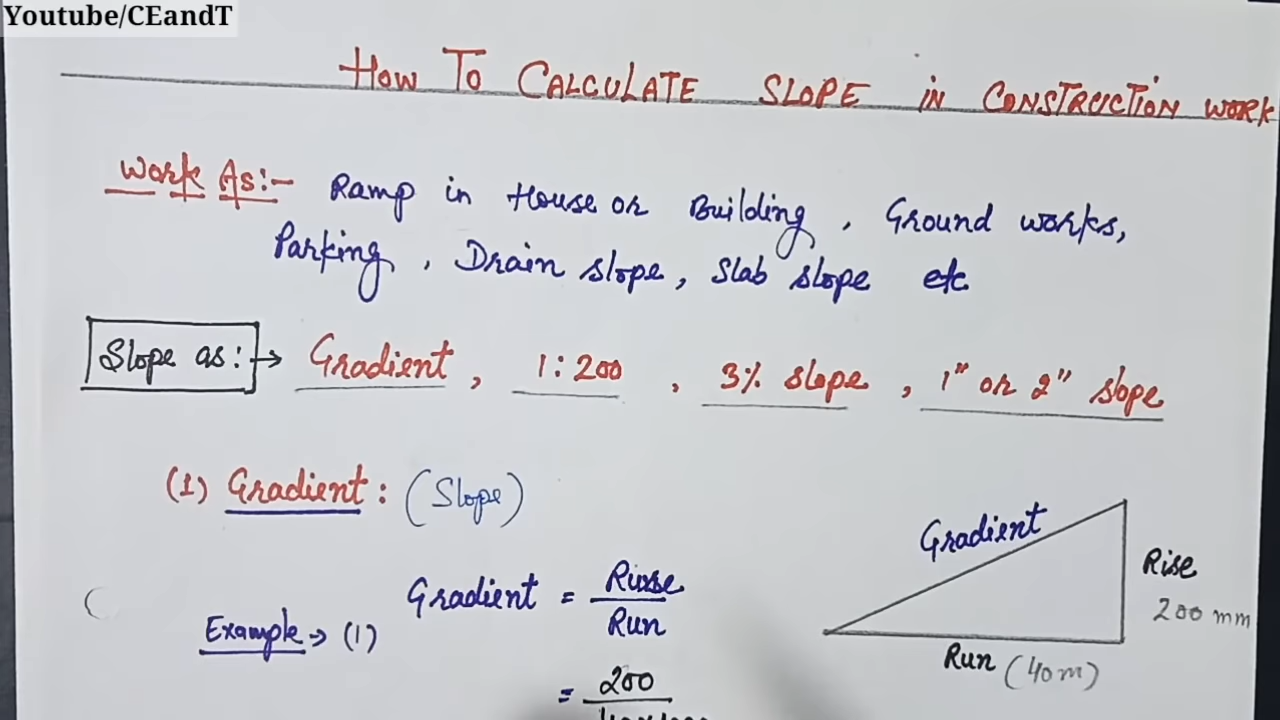 Youtube/CEandT
HOW TO CALCULATE SLOPE in CONSTRUCTION WORK
Work As:- Ramp in House or Building, Ground works,
Parking, Drain slope, Slab slope etc
Slope as:→ Gradient, 1:200, 3% slope, 1" or 2" slope
(1) Gradient: (Slope)
Gradient
Rise
200 mm
Run (40m)
Gradient = Rise
Run
Example → (1)
= 200